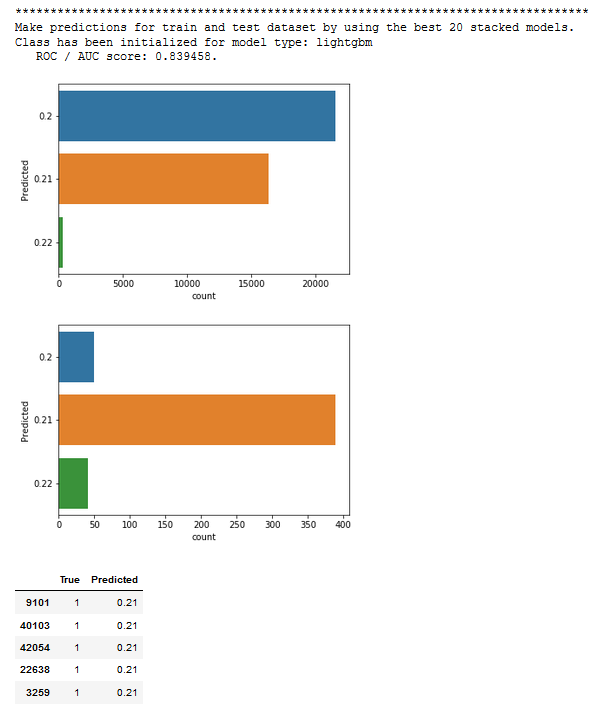 **********************************************************************************
Make predictions for train and test dataset by using the best 20 stacked models.
Class has been initialized for model type: lightgbm
ROC / AUC score: 0.839458.
0.2
0.21
0.22
Predicted
0 5000 10000 15000 20000
count
0.2
0.21
0.22
Predicted
0 50 100 150 200 250 300 350 400
count
True Predicted
9101 1 0.21
40103 1 0.21
42054 1 0.21
22638 1 0.21
3259 1 0.21